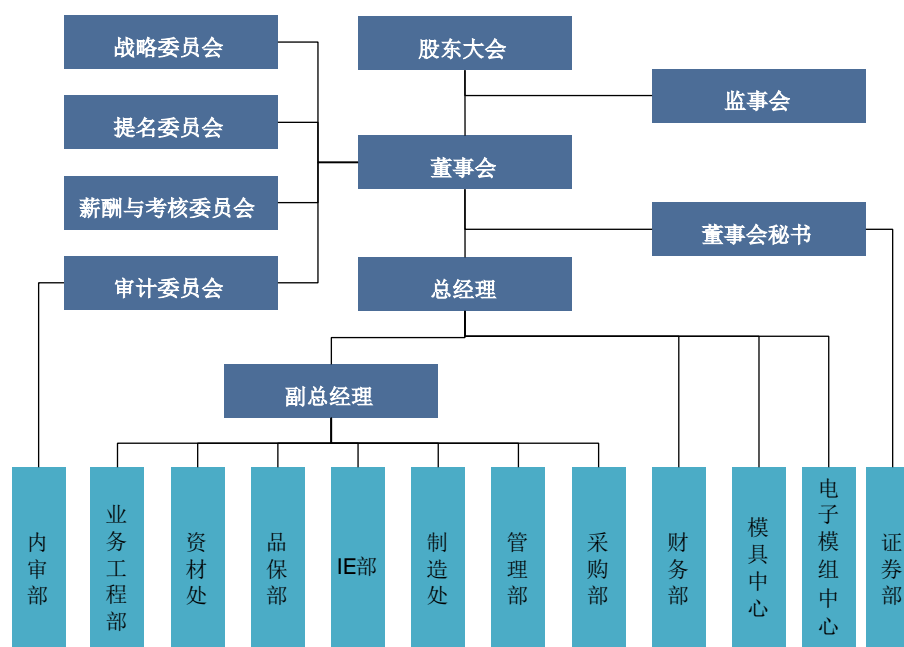 战略委员会
股东大会
监事会
提名委员会
董事会
薪酬与考核委员会
董事会秘书
审计委员会
总经理
副总经理
内审部
业务工程部
资材处
品保部
IE部
制造处
管理部
采购部
财务部
模具中心
电子模组中心
证券部